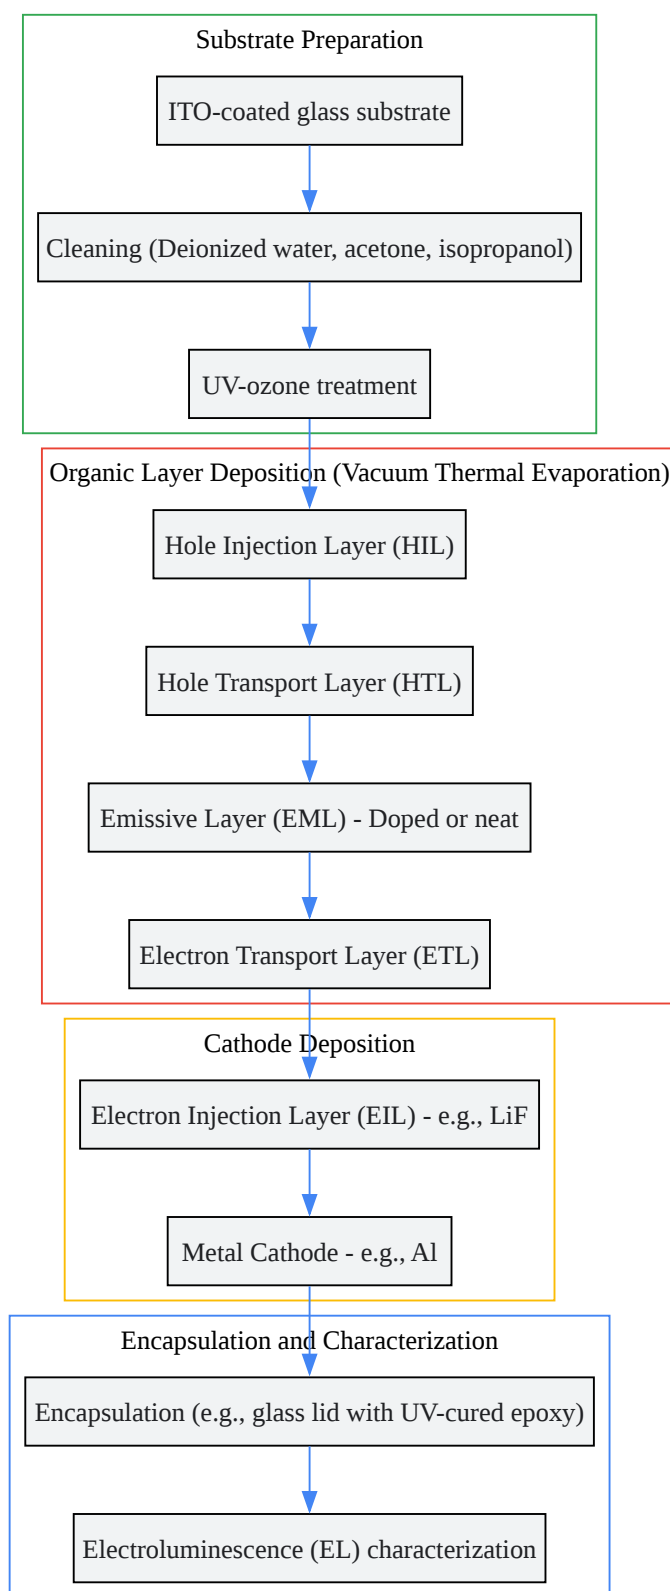 Substrate Preparation
ITO-coated glass substrate
Cleaning (Deionized water, acetone, isopropanol)
UV-ozone treatment
Organic Layer Deposition (Vacuum Thermal Evaporation)
Hole Injection Layer (HIL)
Hole Transport Layer (HTL)
Emissive Layer (EML) - Doped or neat
Electron Transport Layer (ETL)
Cathode Deposition
Electron Injection Layer (EIL) - e.g., LiF
Metal Cathode - e.g., Al
Encapsulation and Characterization
Encapsulation (e.g., glass lid with UV-cured epoxy)
Electroluminescence (EL) characterization